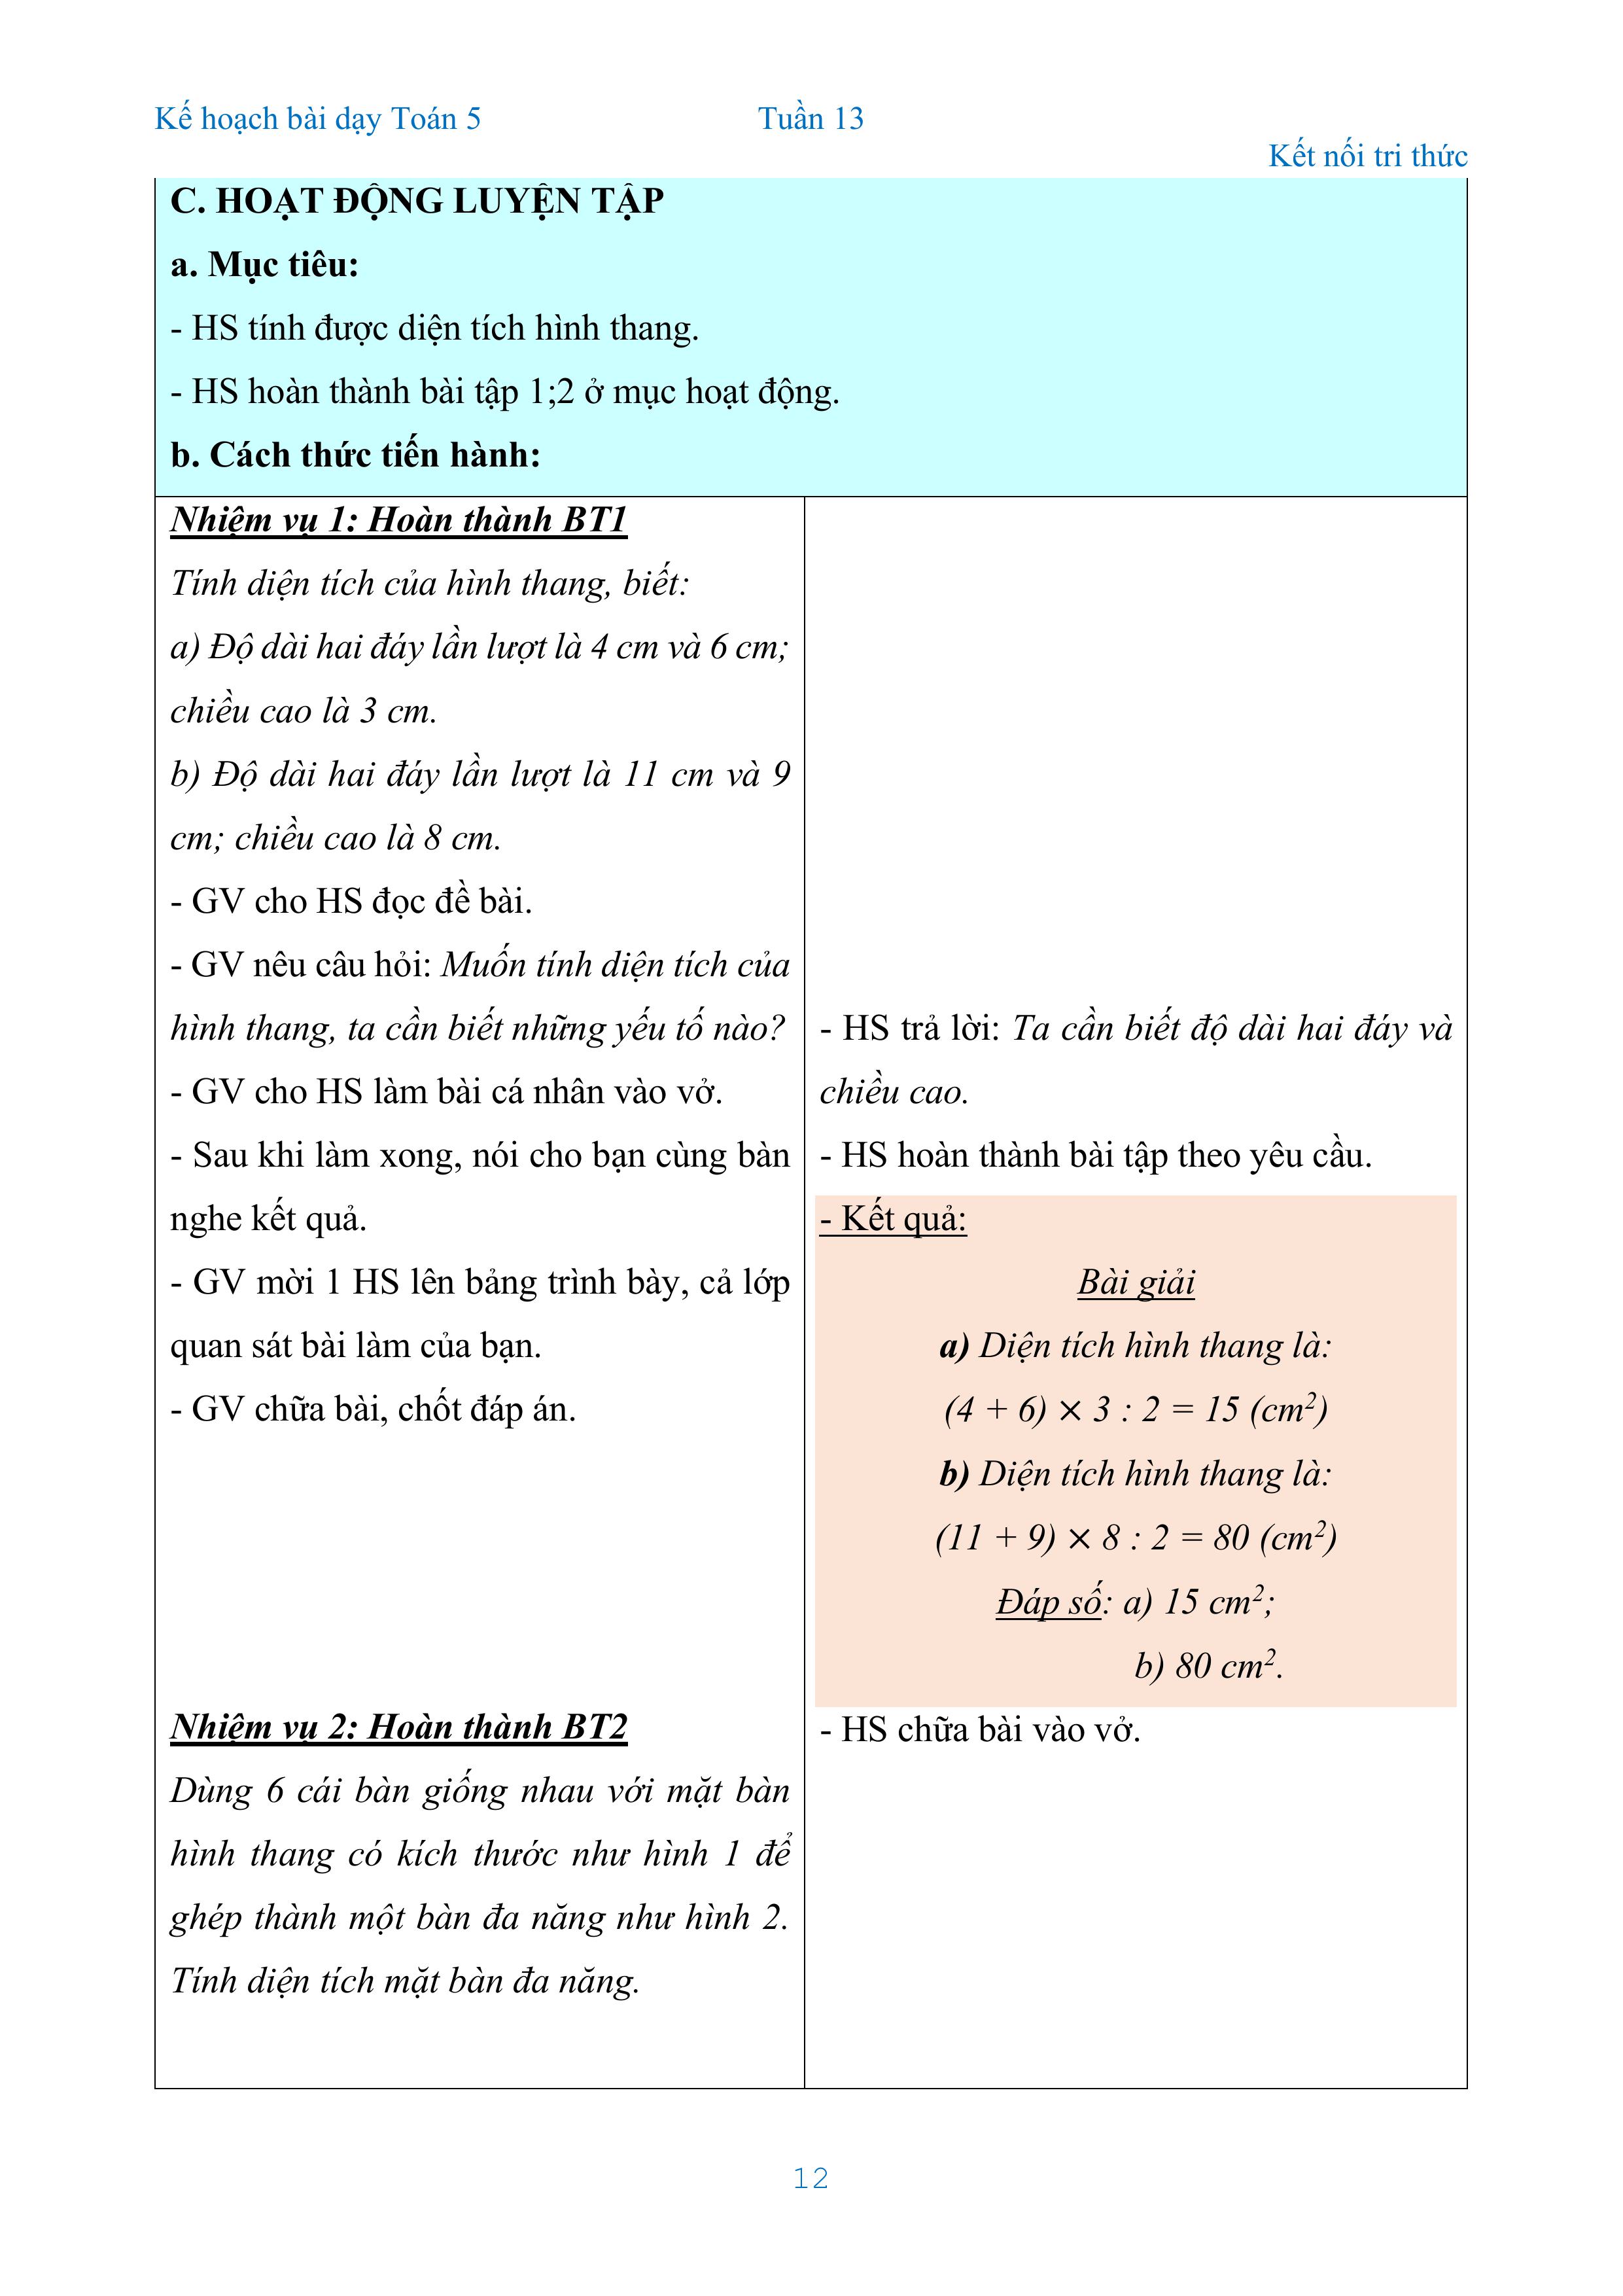 Kế hoạch bài dạy Toán 5 Tuần 13
Kết nối tri thức
C. HOẠT ĐỘNG LUYỆN TẬP
a. Mục tiêu:
- HS tính được diện tích hình thang.
- HS hoàn thành bài tập 1;2 ở mục hoạt động.
b. Cách thức tiến hành:
Nhiệm vụ 1: Hoàn thành BT1
Tính diện tích của hình thang, biết:
a) Độ dài hai đáy lần lượt là 4 cm và 6 cm;
chiều cao là 3 cm.
b) Độ dài hai đáy lần lượt là 11 cm và 9
cm; chiều cao là 8 cm.
- GV cho HS đọc đề bài.
- GV nêu câu hỏi: Muốn tính diện tích của
hình thang, ta cần biết những yếu tố nào?
- GV cho HS làm bài cá nhân vào vở.
- Sau khi làm xong, nói cho bạn cùng bàn
nghe kết quả.
- GV mời 1 HS lên bảng trình bày, cả lớp
quan sát bài làm của bạn.
- GV chữa bài, chốt đáp án.
Nhiệm vụ 2: Hoàn thành BT2
Dùng 6 cái bàn giống nhau với mặt bàn
hình thang có kích thước như hình 1 để
ghép thành một bàn đa năng như hình 2.
Tính diện tích mặt bàn đa năng.
- HS trả lời: Ta cần biết độ dài hai đáy và
chiều cao.
- HS hoàn thành bài tập theo yêu cầu.
- Kết quả:
Bài giải
a) Diện tích hình thang là:
(4 + 6) × 3 : 2 = 15 (cm²)
b) Diện tích hình thang là:
(11 + 9) × 8 : 2 = 80 (cm²)
Đáp số: a) 15 cm²;
b) 80 cm².
- HS chữa bài vào vở.
12